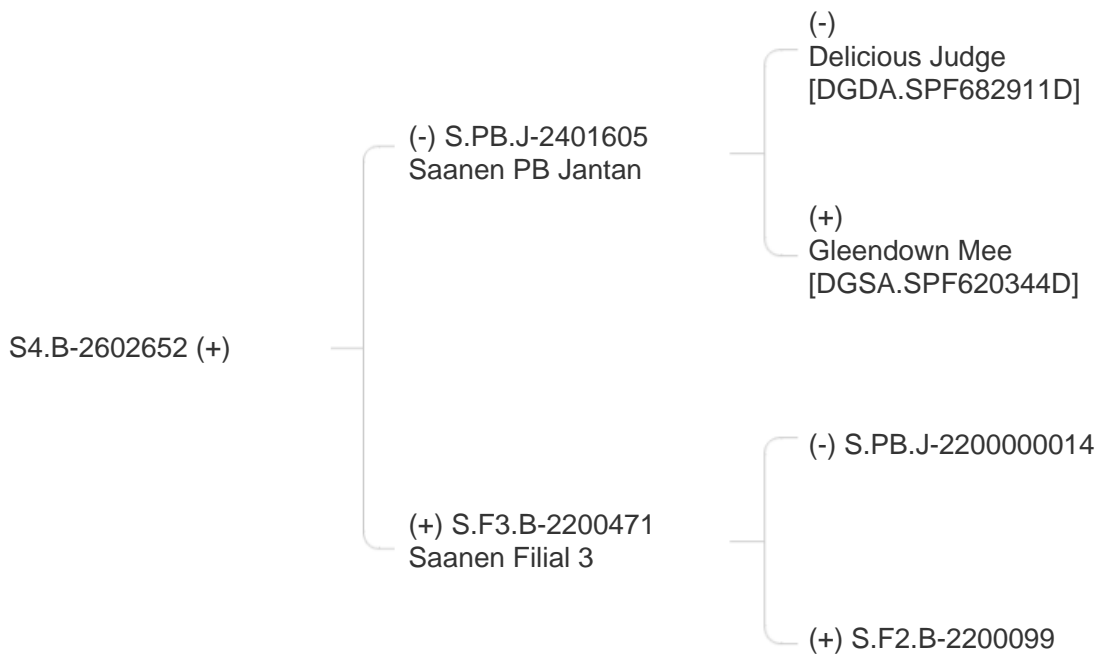 (-)
Delicious Judge
[DGDA.SPF682911D]
(-) S.PB.J-2401605
Saanen PB Jantan
(+)
Gleendown Mee
[DGSA.SPF620344D]
S4.B-2602652 (+)
(-) S.PB.J-2200000014
(+) S.F3.B-2200471
Saanen Filial 3
(+) S.F2.B-2200099